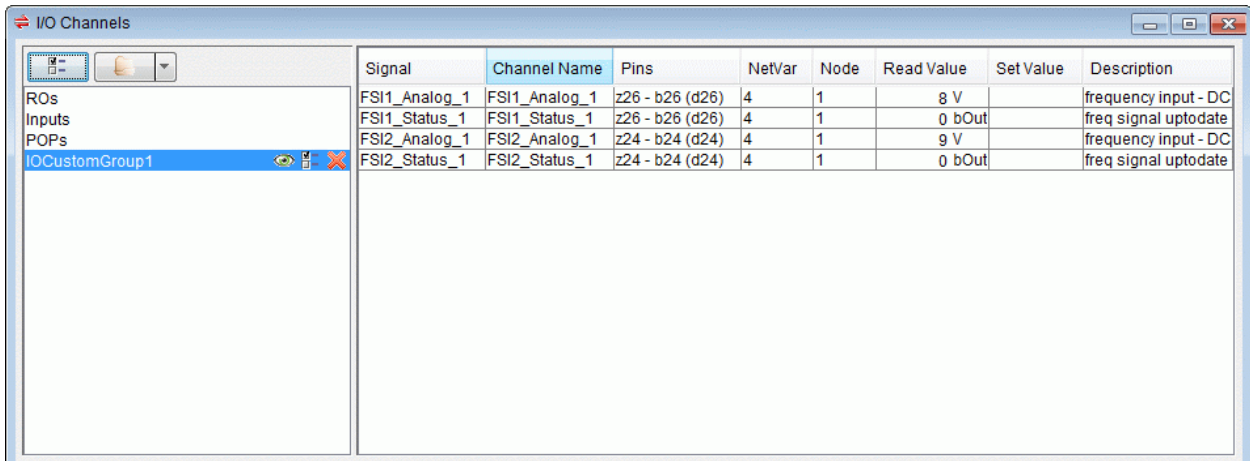 I/O Channels
Signal Channel Name Pins NetVar Node Read Value Set Value Description
ROs
Inputs
POPs
IOCustomGroup1
FSI1_Analog_1 FSI1_Analog_1 z26 - b26 (d26) 4 1 8 V frequency input - DC
FSI1_Status_1 FSI1_Status_1 z26 - b26 (d26) 4 1 0 bOut freq signal uptodate
FSI2_Analog_1 FSI2_Analog_1 z24 - b24 (d24) 4 1 9 V frequency input - DC
FSI2_Status_1 FSI2_Status_1 z24 - b24 (d24) 4 1 0 bOut freq signal uptodate